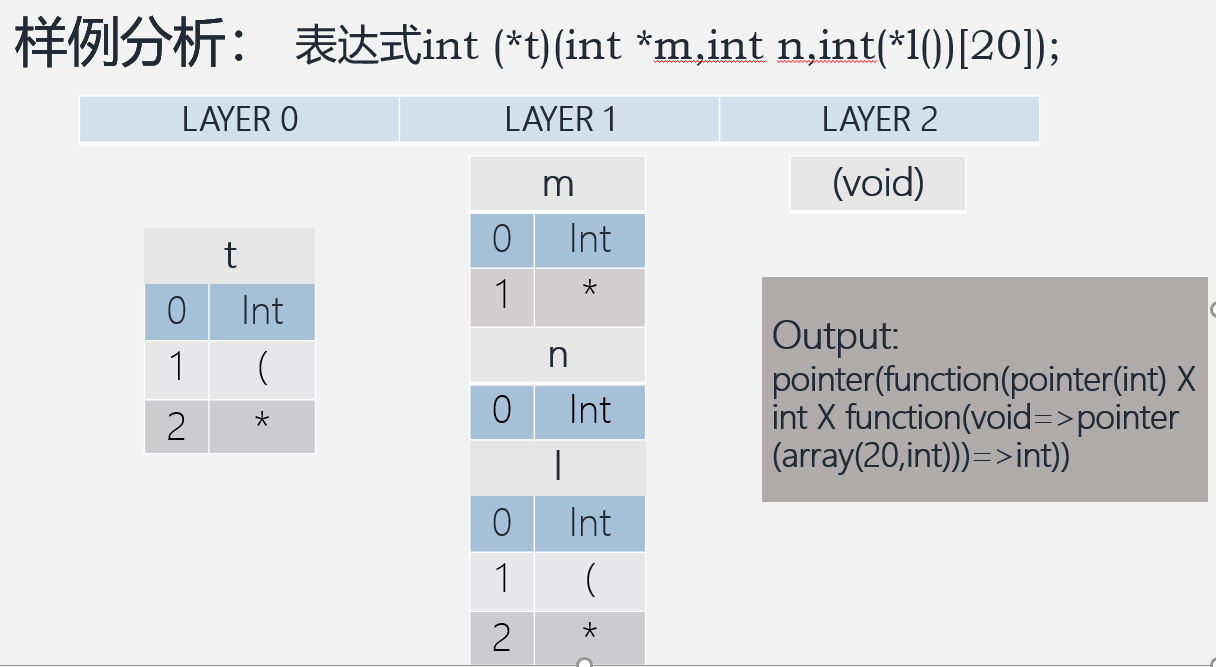 样例分析： 表达式int (*t)(int *m,int n,int(*l())[20]);
LAYER 0 LAYER 1 LAYER 2
m (void)
t
0 Int
1 (
2 *
0 Int
1 *
n
0 Int
l
0 Int
1 (
2 *
Output:
pointer(function(pointer(int) X
int X function(void=>pointer
(array(20,int)))=>int))